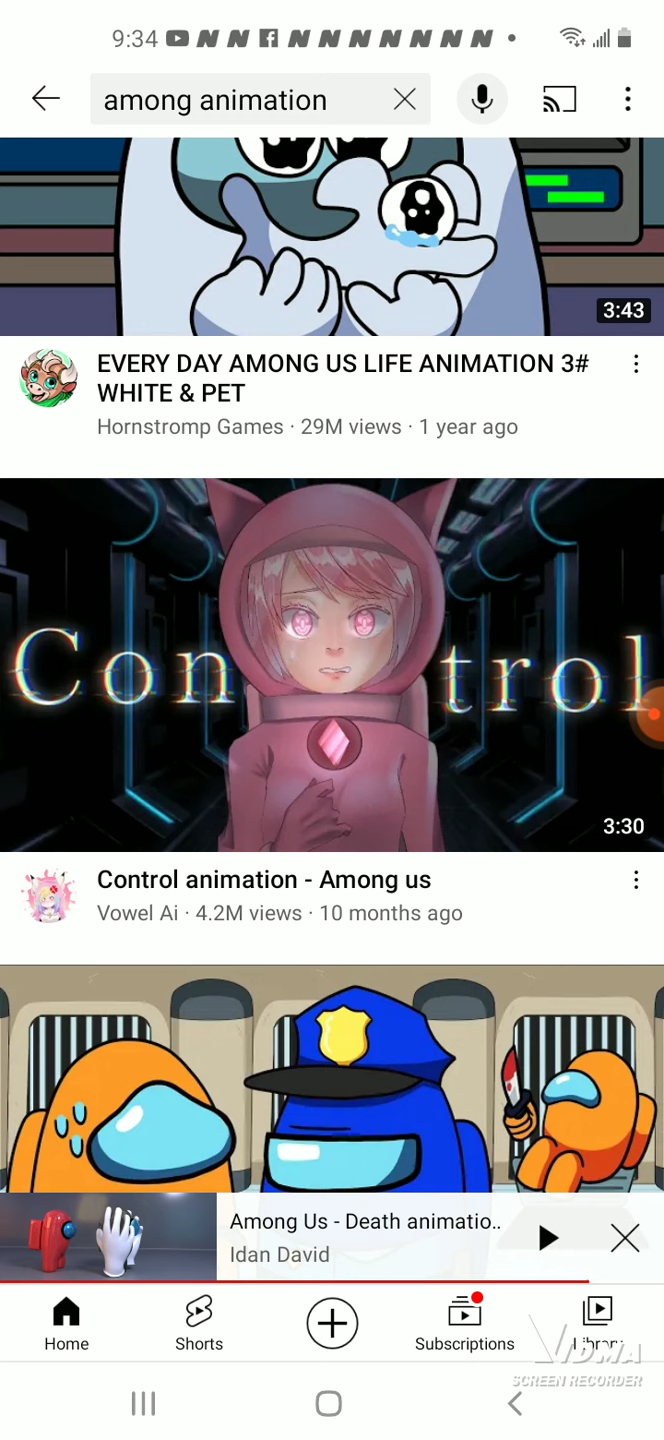 9:34
among animation
3:43
EVERY DAY AMONG US LIFE ANIMATION 3#
WHITE & PET
Hornstromp Games · 29M views · 1 year ago
Control
3:30
Control animation - Among us
Vowel Ai · 4.2M views · 10 months ago
Among Us - Death animatio..
Idan David
Home
Shorts
Subscriptions
Library
VIDMA
SCREEN RECORDER